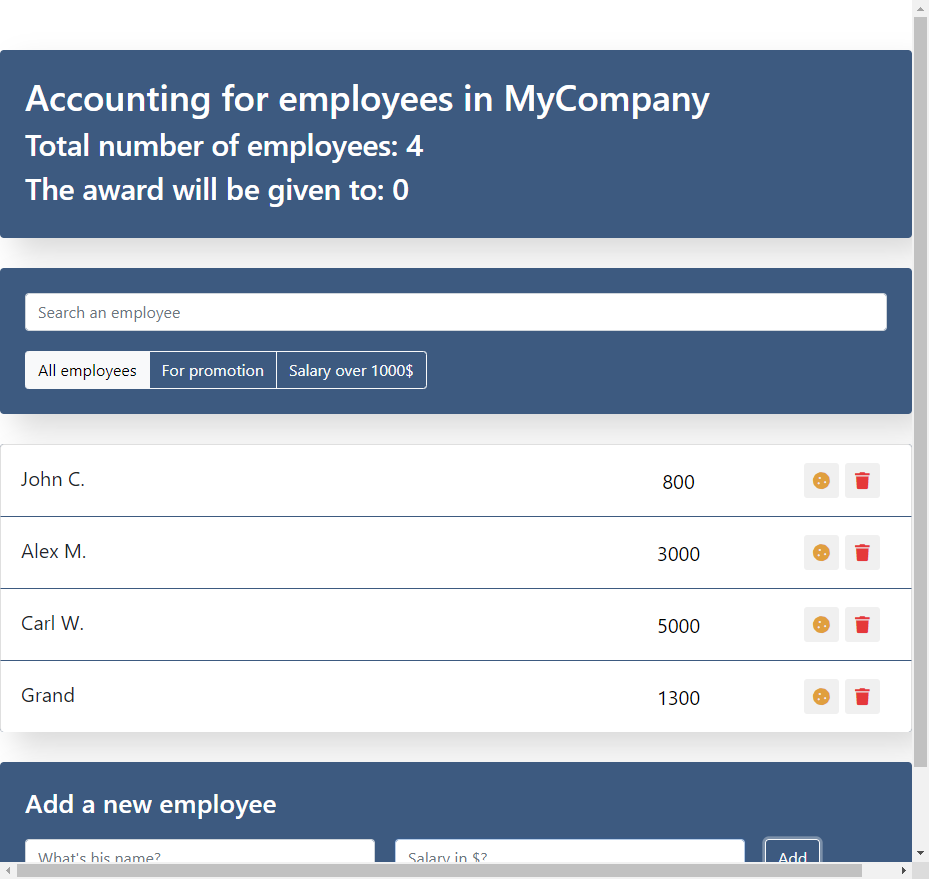 Accounting for employees in MyCompany
Total number of employees: 4
The award will be given to: 0
Search an employee
All employees For promotion Salary over 1000$
John C. 800
Alex M. 3000
Carl W. 5000
Grand 1300
Add a new employee
What's his name? Salary in $? Add